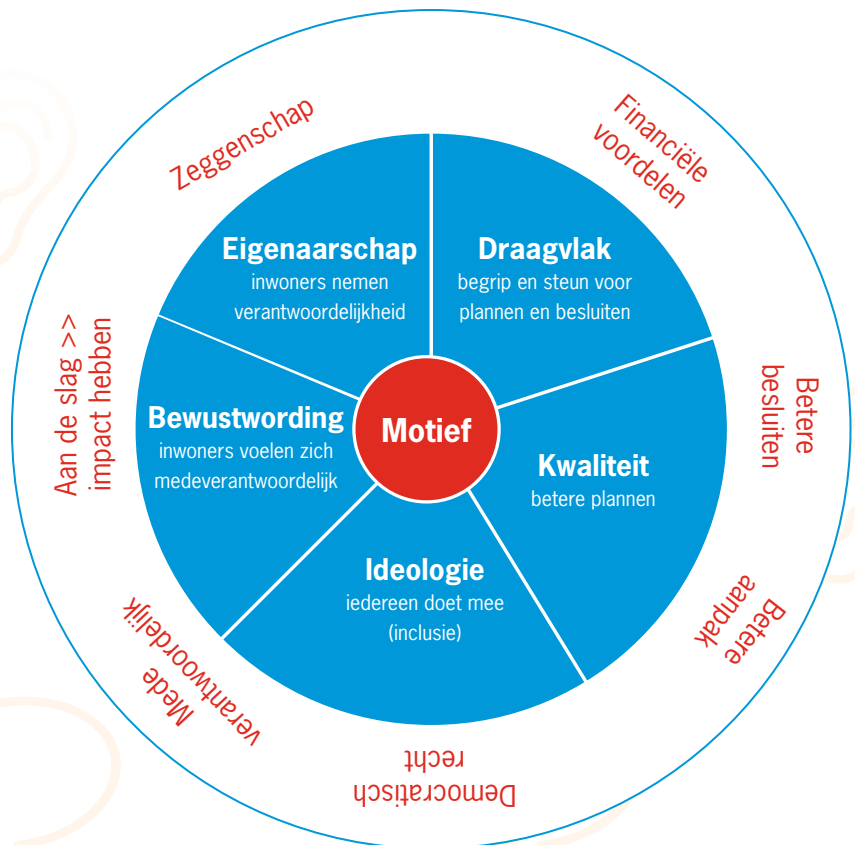 Zeggenschap
Financiële
voordelen
Eigenaarschap
inwoners nemen
verantwoordelijkheid
Draagvlak
begrip en steun voor
plannen en besluiten
Aan de slag >>
impact hebben
Betere
besluiten
Bewustwording
inwoners voelen zich
medeverantwoordelijk
Motief
Kwaliteit
betere plannen
Ideologie
iedereen doet mee
(inclusie)
Betere
aanpak
Mede
verantwoordelijk
Democratisch
recht